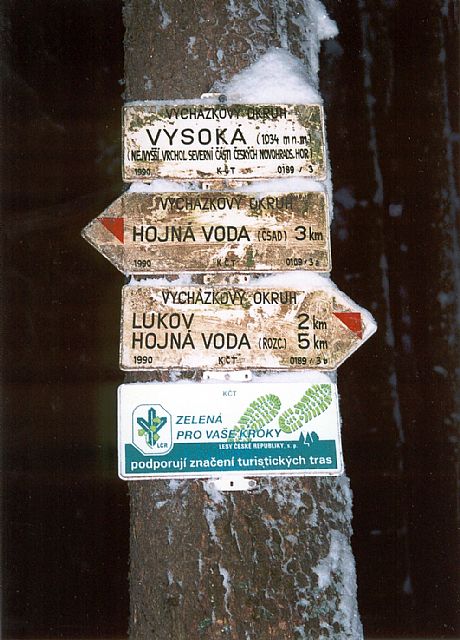 VYCHÁZKOVÝ OKRUH
VYSOKÁ (1034 m n.m.)
(NEJVYŠŠÍ VRCHOL SEVERNÍ ČÁSTI ČESKÝCH NOVOHRADS. HOR)
1990 KČT 0189 / 3
VYCHÁZKOVÝ OKRUH
HOJNÁ VODA (ČSAD) 3 km
1990 KČT 0189 / 3a
VYCHÁZKOVÝ OKRUH
LUKOV 2 km
HOJNÁ VODA (ROZC.) 5 km
1990 KČT 0189 / 3a
KČT
LČR
ZELENÁ
PRO VAŠE KROKY
LESY ČESKÉ REPUBLIKY, s. p.
podporují značení turistických tras